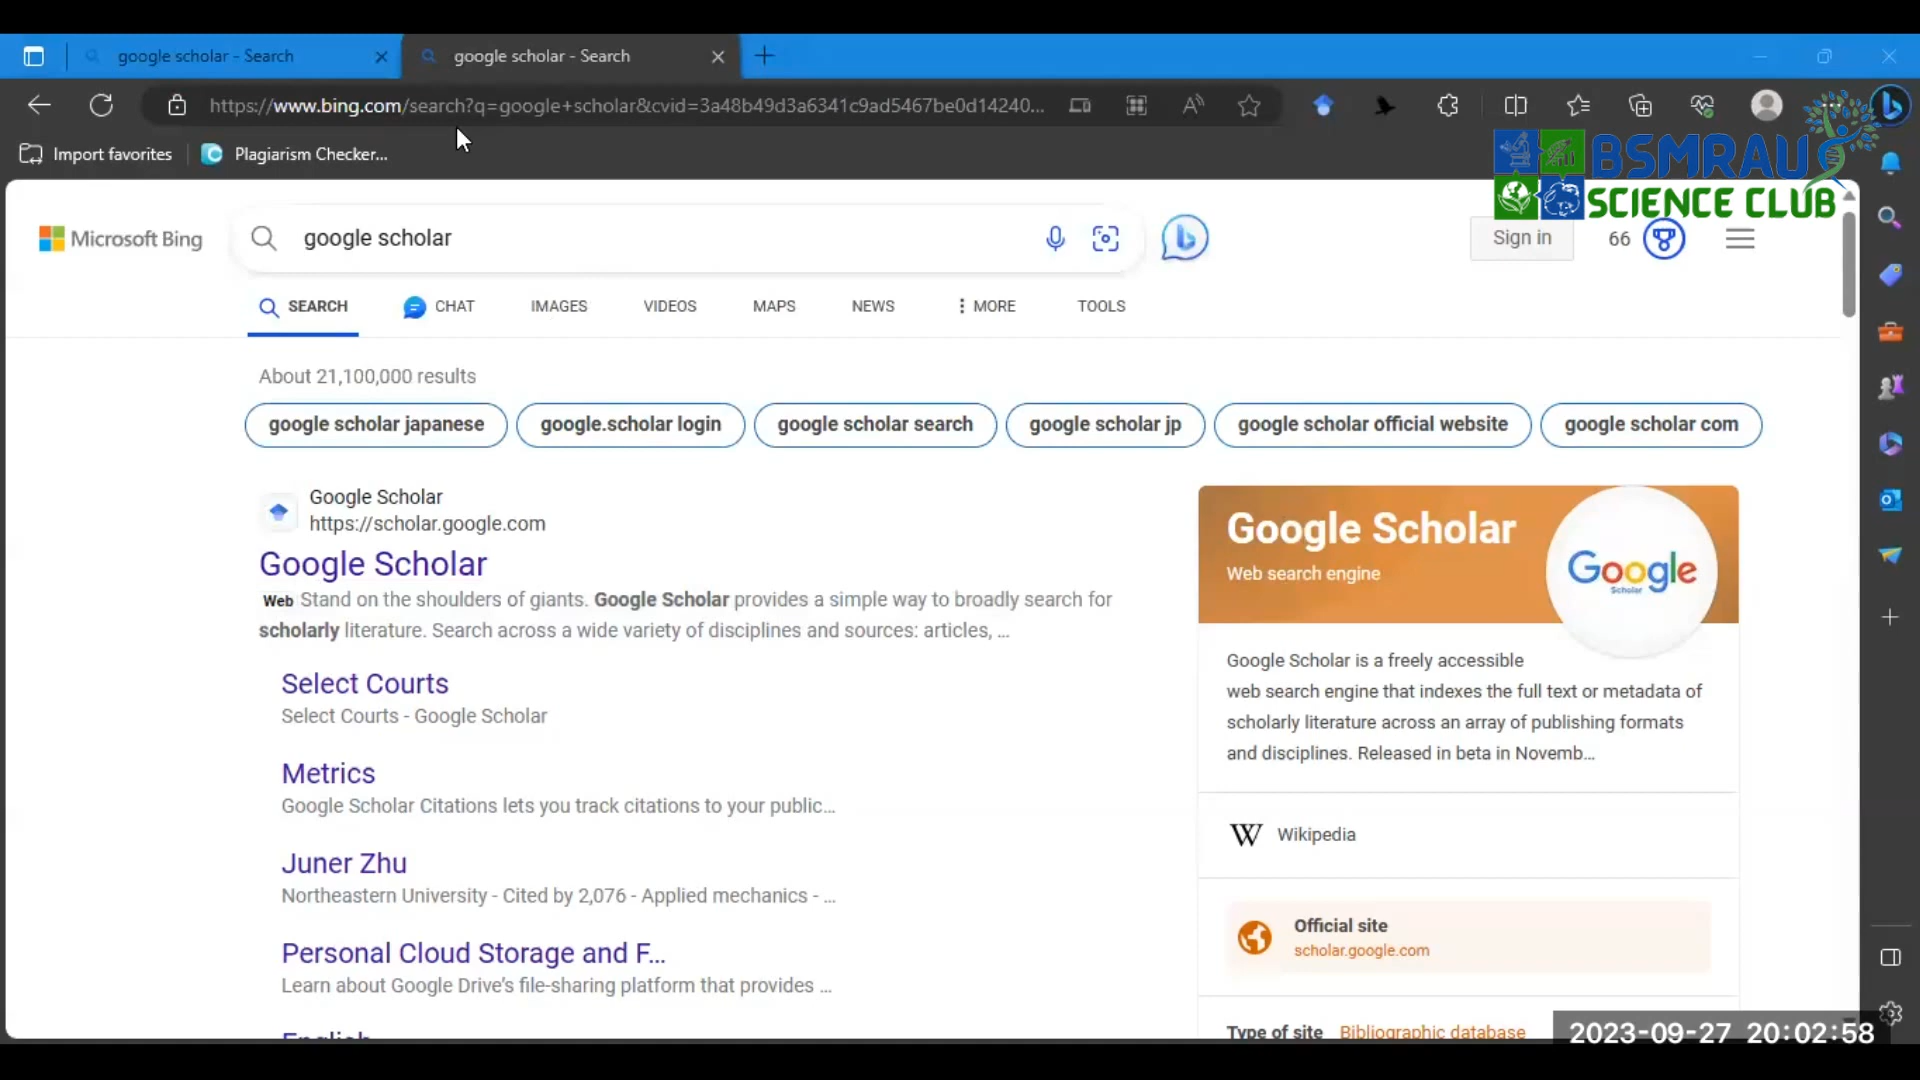 google scholar - Search
google scholar - Search
https://www.bing.com/search?q=google+scholar&cvid=3a48b49d3a6341c9ad5467be0d14240...
Import favorites
Plagiarism Checker...
BSMRAU
SCIENCE CLUB
Microsoft Bing
google scholar
Sign in
66
SEARCH
CHAT
IMAGES
VIDEOS
MAPS
NEWS
MORE
TOOLS
About 21,100,000 results
google scholar japanese
google.scholar login
google scholar search
google scholar jp
google scholar official website
google scholar com
Google Scholar
https://scholar.google.com
Google Scholar
Web Stand on the shoulders of giants. Google Scholar provides a simple way to broadly search for
scholarly literature. Search across a wide variety of disciplines and sources: articles, ...
Select Courts
Select Courts - Google Scholar
Metrics
Google Scholar Citations lets you track citations to your public...
Juner Zhu
Northeastern University - Cited by 2,076 - Applied mechanics - ...
Personal Cloud Storage and F...
Learn about Google Drive's file-sharing platform that provides ...
English
Google Scholar
Web search engine
Google
Scholar
Google Scholar is a freely accessible
web search engine that indexes the full text or metadata of
scholarly literature across an array of publishing formats
and disciplines. Released in beta in Novemb...
W Wikipedia
Official site
scholar.google.com
Type of site Bibliographic database
2023-09-27 20:02:58